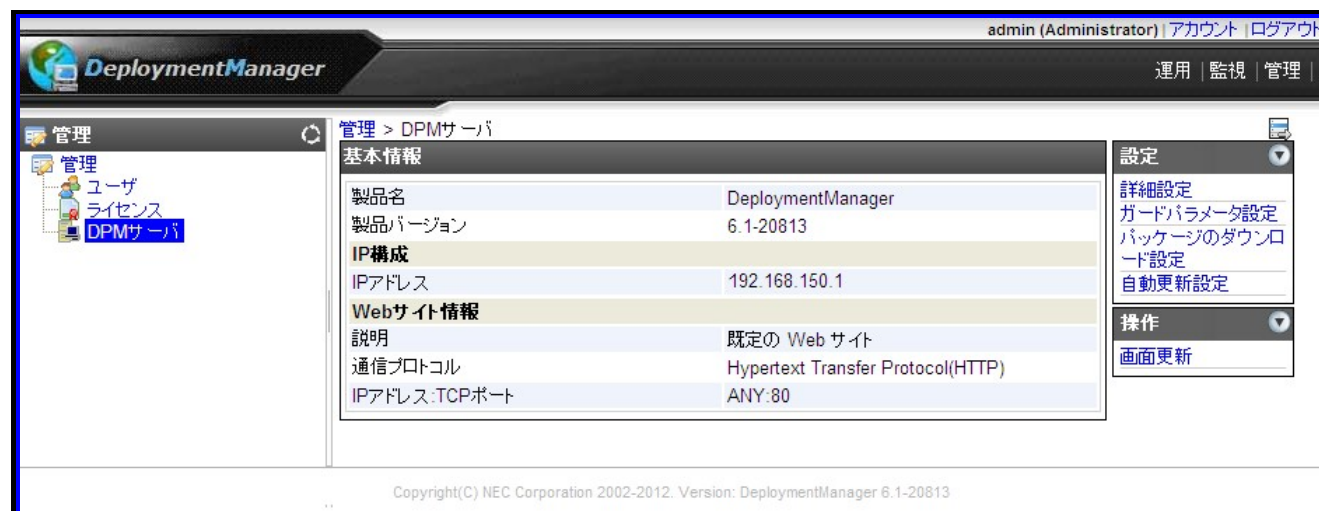 admin (Administrator) | アカウント | ログアウト
DeploymentManager
運用 | 監視 | 管理 |
管理
管理
ユーザ
ライセンス
DPMサーバ
管理 > DPMサーバ
基本情報
製品名 DeploymentManager
製品バージョン 6.1-20813
IP構成
IPアドレス 192.168.150.1
Webサイト情報
説明 既定の Web サイト
通信プロトコル Hypertext Transfer Protocol(HTTP)
IPアドレス:TCPポート ANY:80
設定
詳細設定
ガードパラメータ設定
パッケージのダウンロ
ード設定
自動更新設定
操作
画面更新
Copyright(C) NEC Corporation 2002-2012. Version: DeploymentManager 6.1-20813